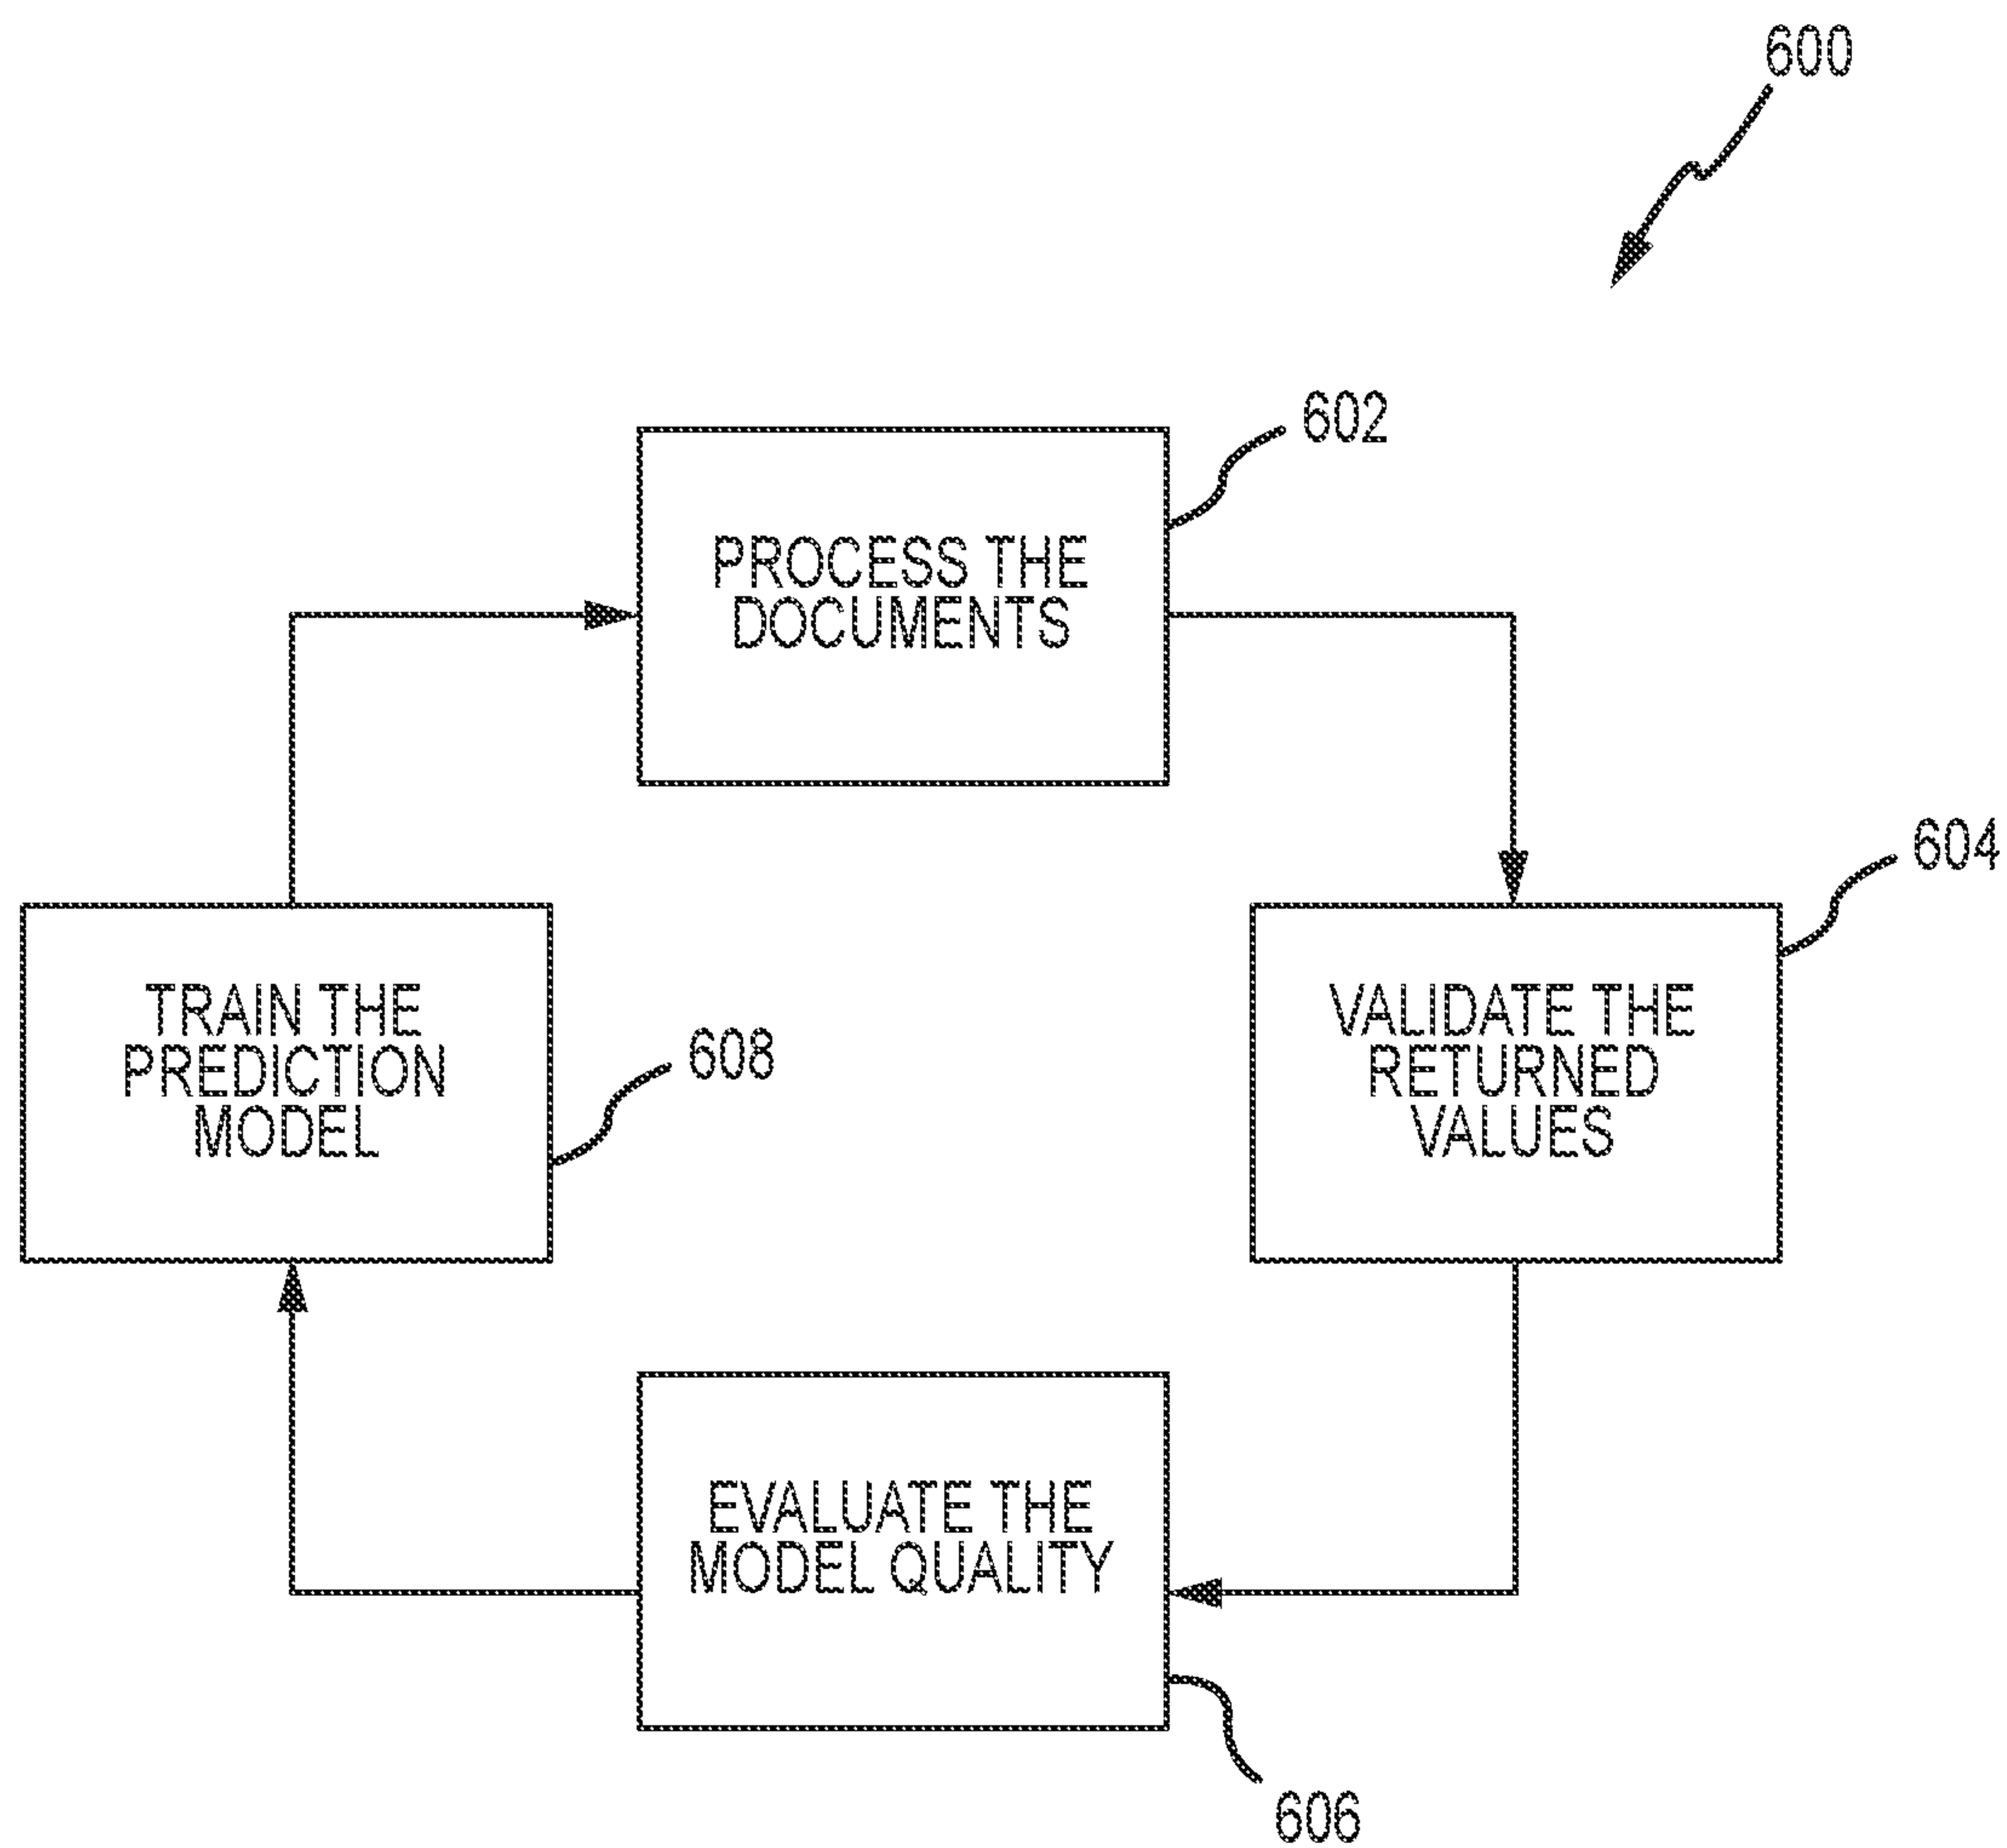 600
602
PROCESS THE
DOCUMENTS
604
VALIDATE THE
RETURNED
VALUES
TRAIN THE
PREDICTION
MODEL
608
EVALUATE THE
MODEL QUALITY
606